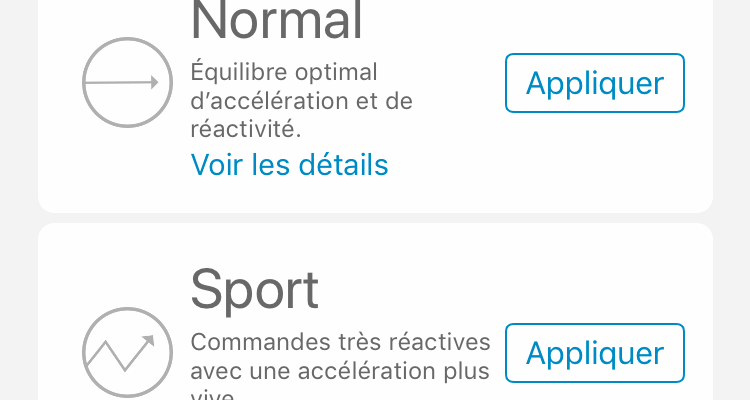 Normal
Équilibre optimal
d’accélération et de
réactivité.
Appliquer
Voir les détails
Sport
Commandes très réactives
avec une accélération plus
vive
Appliquer